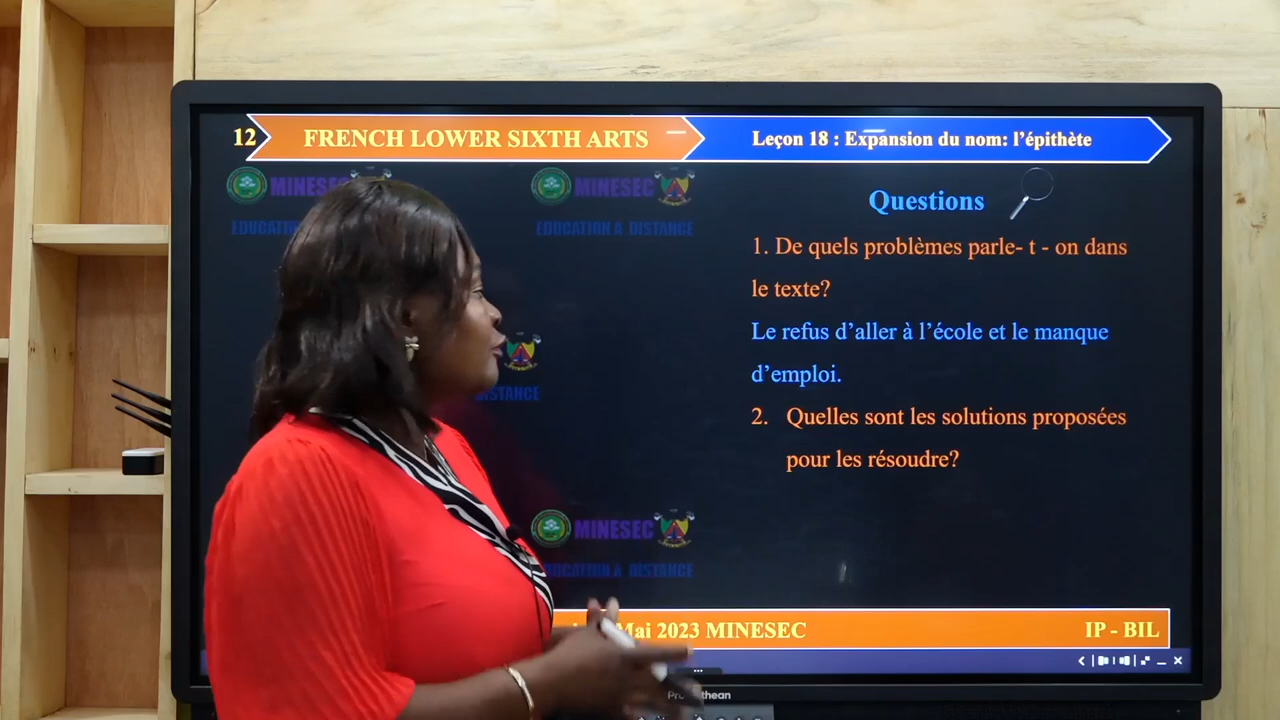 12 FRENCH LOWER SIXTH ARTS Leçon 18 : Expansion du nom: l'épithète
MINESEC MINESEC
EDUCATION A DISTANCE
Questions
1. De quels problèmes parle- t - on dans
le texte?
Le refus d'aller à l'école et le manque
d'emploi.
2. Quelles sont les solutions proposées
pour les résoudre?
MINESEC
Mai 2023 MINESEC IP - BIL